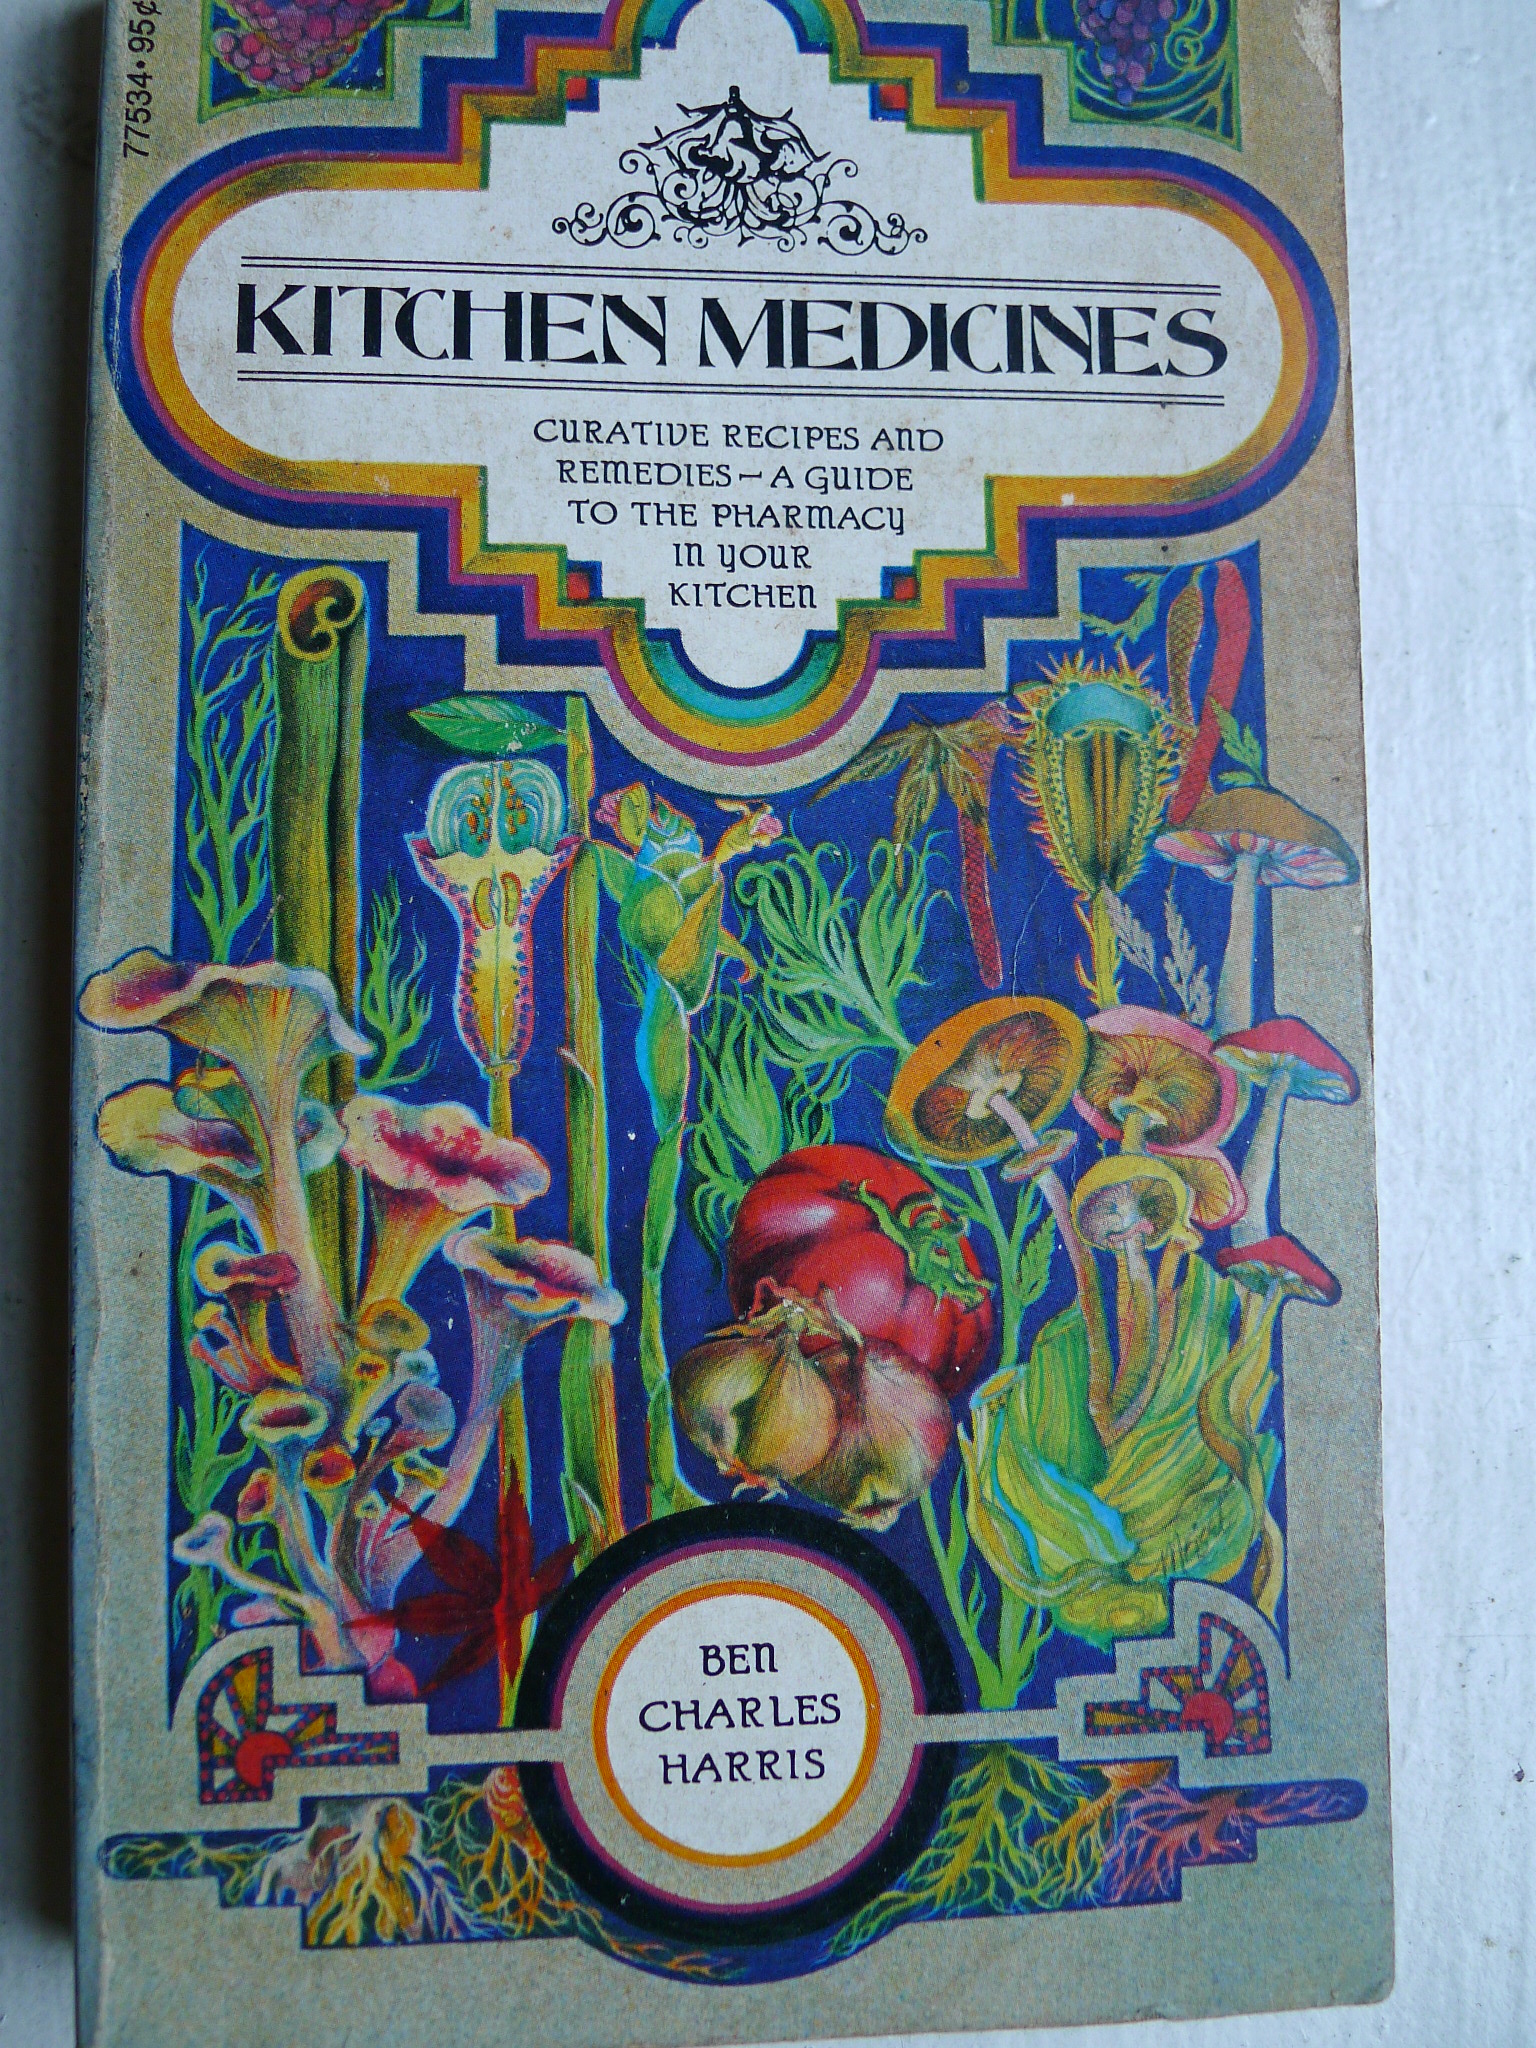 77534•95¢
KITCHEN MEDICINES
CURATIVE RECIPES AND
REMEDIES—A GUIDE
TO THE PHARMACY
IN YOUR
KITCHEN
BEN
CHARLES
HARRIS